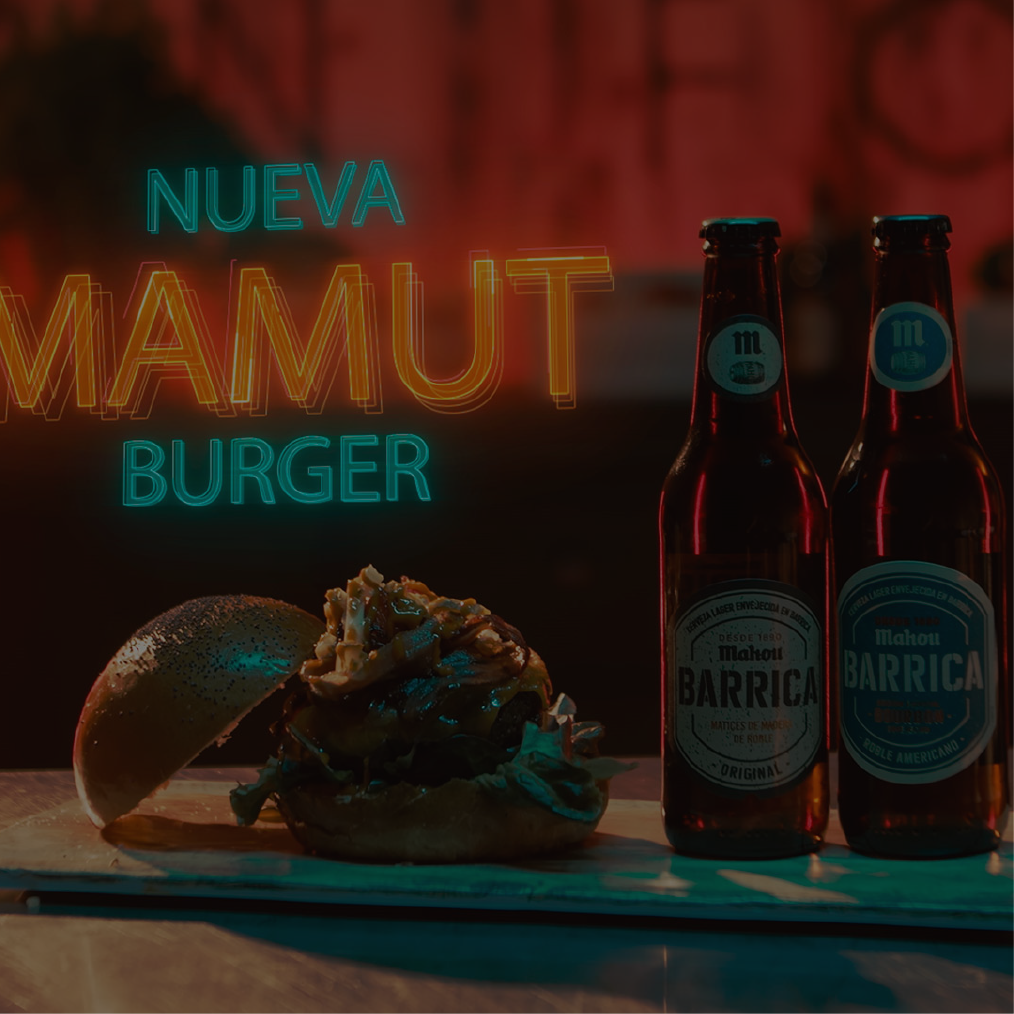 NUEVA
MAMUT
BURGER
m
CERVEZA LAGER ENVEJECIDA EN BARRICA
DESDE 1890
Mahou
BARRICA
MATICES DE MADERA
DE ROBLE
ORIGINAL
m
CERVEZA LAGER ENVEJECIDA EN BARRICA
Mahou
BARRICA
ROBLE AMERICANO